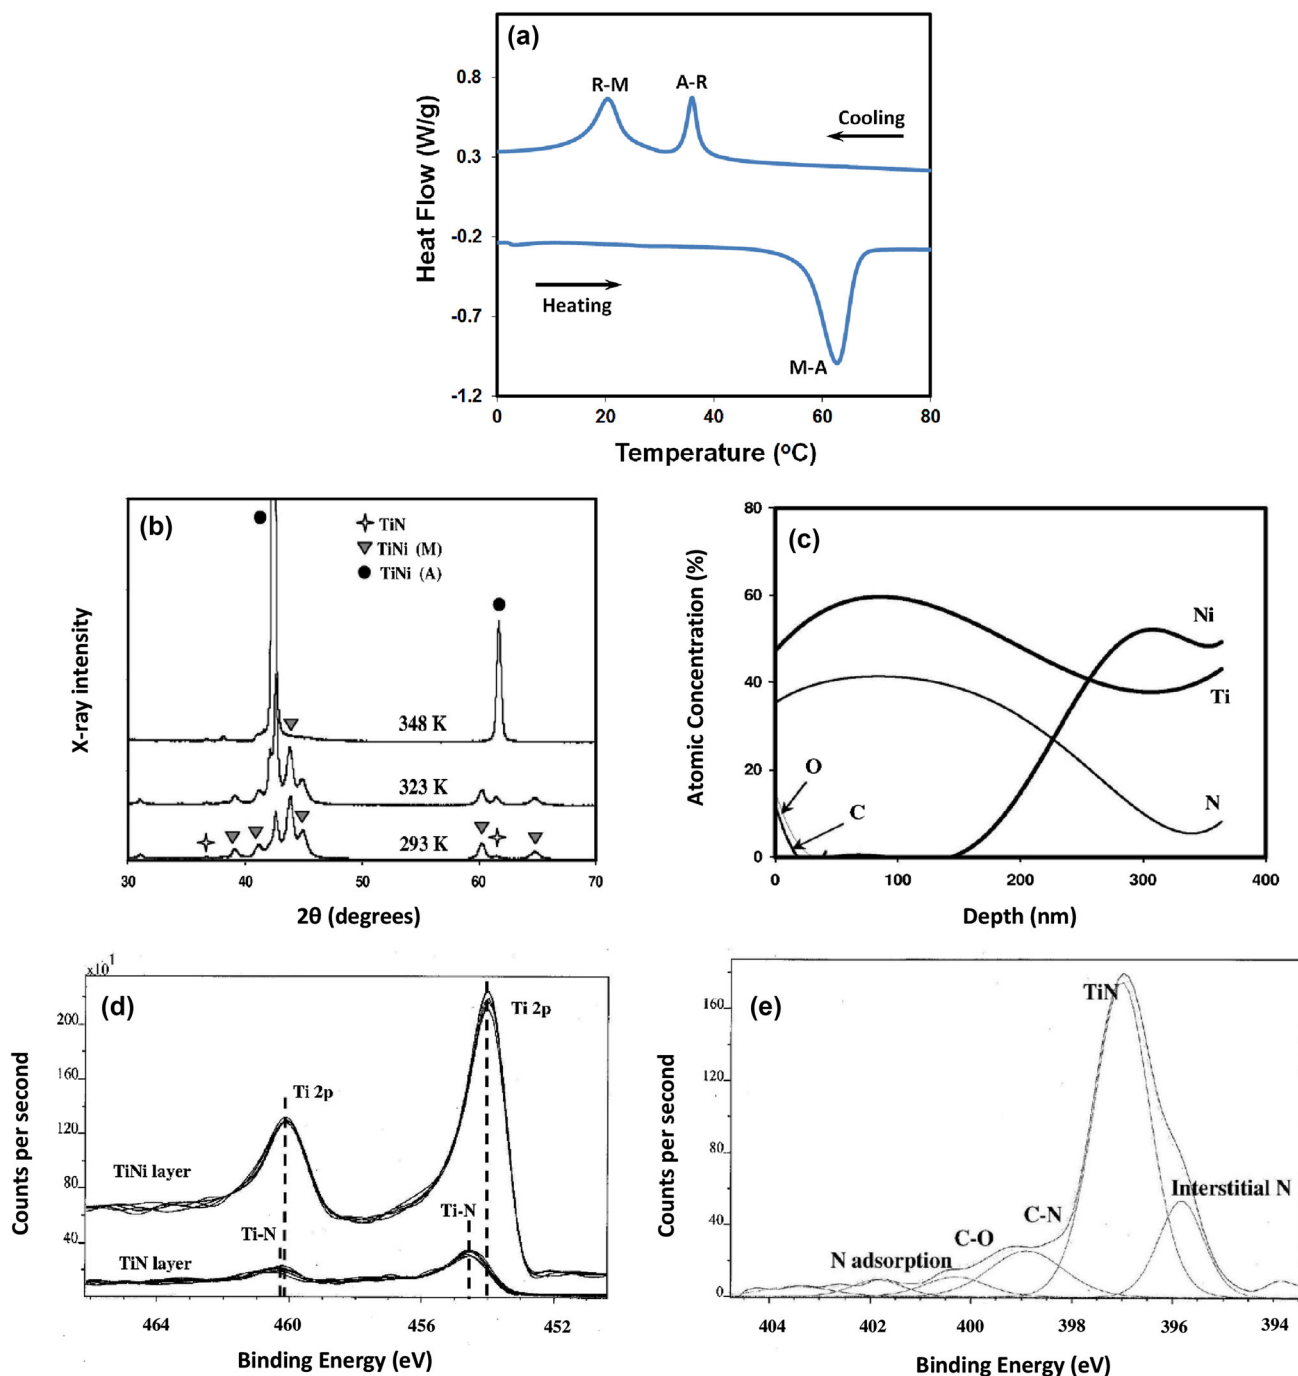 (a)
0.8
0.3
-0.2
-0.7
-1.2
Heat Flow (W/g)
R-M
A-R
Cooling
Heating
M-A
0
20
40
60
80
Temperature (ºC)
(b)
TiN
TiNi (M)
TiNi (A)
348 K
323 K
293 K
X-ray intensity
30
40
50
60
70
2θ (degrees)
(c)
80
60
40
20
0
Atomic Concentration (%)
Ni
Ti
N
O
C
0
100
200
300
400
Depth (nm)
x10¹
(d)
200
160
120
80
40
Counts per second
Ti 2p
Ti 2p
TiNi layer
Ti-N
Ti-N
TiN layer
464
460
454
452
Binding Energy (eV)
(e)
160
120
80
40
0
Counts per second
TiN
Interstitial N
C-N
C-O
N adsorption
404
402
400
398
396
394
Binding Energy (eV)